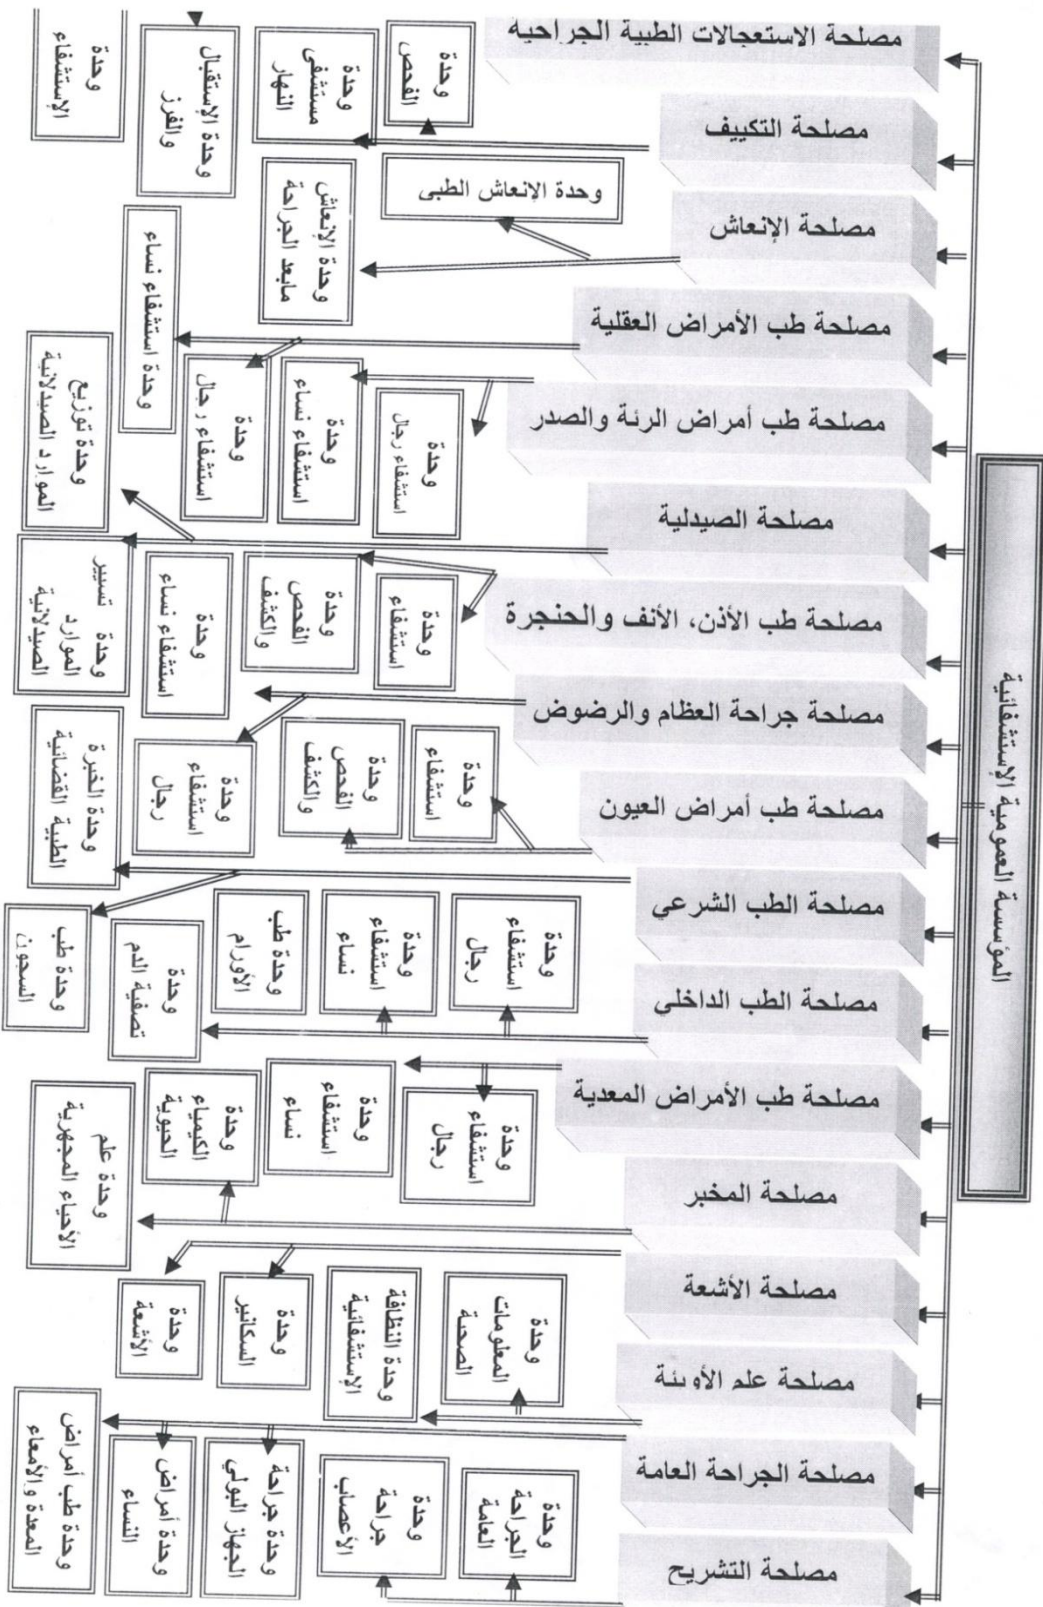 المؤسسة العمومية الإستشفائية
مصلحة الاستعجالات الطبية الجراحية
وحدة الإستقبال
والفرز
وحدة
الإستشفاء
مصلحة التكييف
وحدة
الفحص
وحدة
مستشفى
النهار
مصلحة الإنعاش
وحدة الإنعاش الطبي
وحدة الإنعاش
مابعد الجراحة
مصلحة طب الأمراض العقلية
وحدة استشفاء نساء
وحدة
استشفاء رجال
مصلحة طب أمراض الرئة والصدر
وحدة
استشفاء رجال
وحدة
استشفاء نساء
مصلحة الصيدلية
وحدة توزيع
الموارد الصيدلانية
وحدة تسيير
الموارد
الصيدلانية
مصلحة طب الأذن، الأنف والحنجرة
وحدة
استشفاء
وحدة
الفحص
والكشف
مصلحة جراحة العظام والرضوض
وحدة
استشفاء نساء
وحدة
استشفاء
رجال
مصلحة طب أمراض العيون
وحدة
استشفاء
وحدة
الفحص
والكشف
مصلحة الطب الشرعي
وحدة الخبرة
الطبية القضائية
وحدة طب
السجون
مصلحة الطب الداخلي
وحدة
استشفاء
رجال
وحدة
استشفاء
نساء
وحدة طب
الأورام
وحدة
تصفية الدم
مصلحة طب الأمراض المعدية
وحدة
استشفاء
رجال
وحدة
استشفاء
نساء
مصلحة المخبر
وحدة
الكيمياء
الحيوية
وحدة علم
الأحياء المجهرية
مصلحة الأشعة
وحدة
السكانير
وحدة
الأشعة
مصلحة علم الأوبئة
وحدة
المعلومات
الصحية
وحدة النظافة
الإستشفائية
مصلحة الجراحة العامة
وحدة جراحة
الجهاز البولي
وحدة أمراض
النساء
وحدة طب أمراض
المعدة والأمعاء
مصلحة التشريح
وحدة
الجراحة
العامة
وحدة
جراحة
الأعصاب